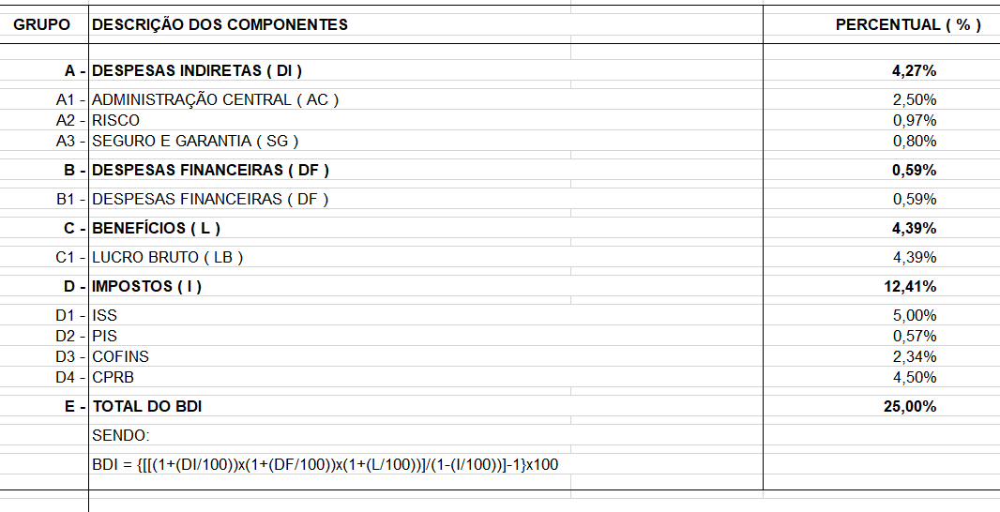 GRUPO DESCRIÇÃO DOS COMPONENTES PERCENTUAL ( % )
A - DESPESAS INDIRETAS ( DI ) 4,27%
A1 - ADMINISTRAÇÃO CENTRAL ( AC ) 2,50%
A2 - RISCO 0,97%
A3 - SEGURO E GARANTIA ( SG ) 0,80%
B - DESPESAS FINANCEIRAS ( DF ) 0,59%
B1 - DESPESAS FINANCEIRAS ( DF ) 0,59%
C - BENEFÍCIOS ( L ) 4,39%
C1 - LUCRO BRUTO ( LB ) 4,39%
D - IMPOSTOS ( I ) 12,41%
D1 - ISS 5,00%
D2 - PIS 0,57%
D3 - COFINS 2,34%
D4 - CPRB 4,50%
E - TOTAL DO BDI 25,00%
SENDO:
BDI = {[[(1+(DI/100))x(1+(DF/100))x(1+(L/100))]/(1-(I/100))]-1}x100